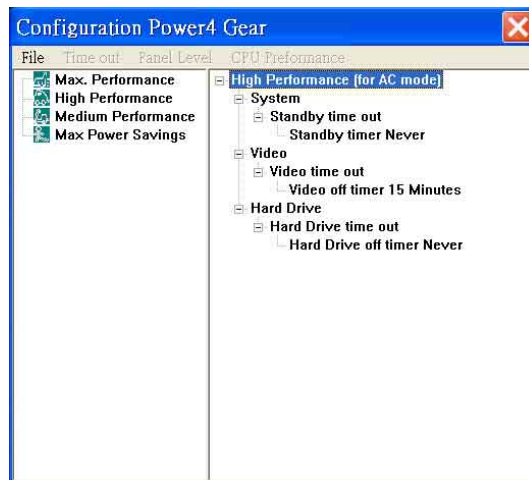 Configuration Power4 Gear
File Time out Panel Level CPU Preformance
Max. Performance
High Performance
Medium Performance
Max Power Savings
High Performance (for AC mode)
System
Standby time out
Standby timer Never
Video
Video time out
Video off timer 15 Minutes
Hard Drive
Hard Drive time out
Hard Drive off timer Never